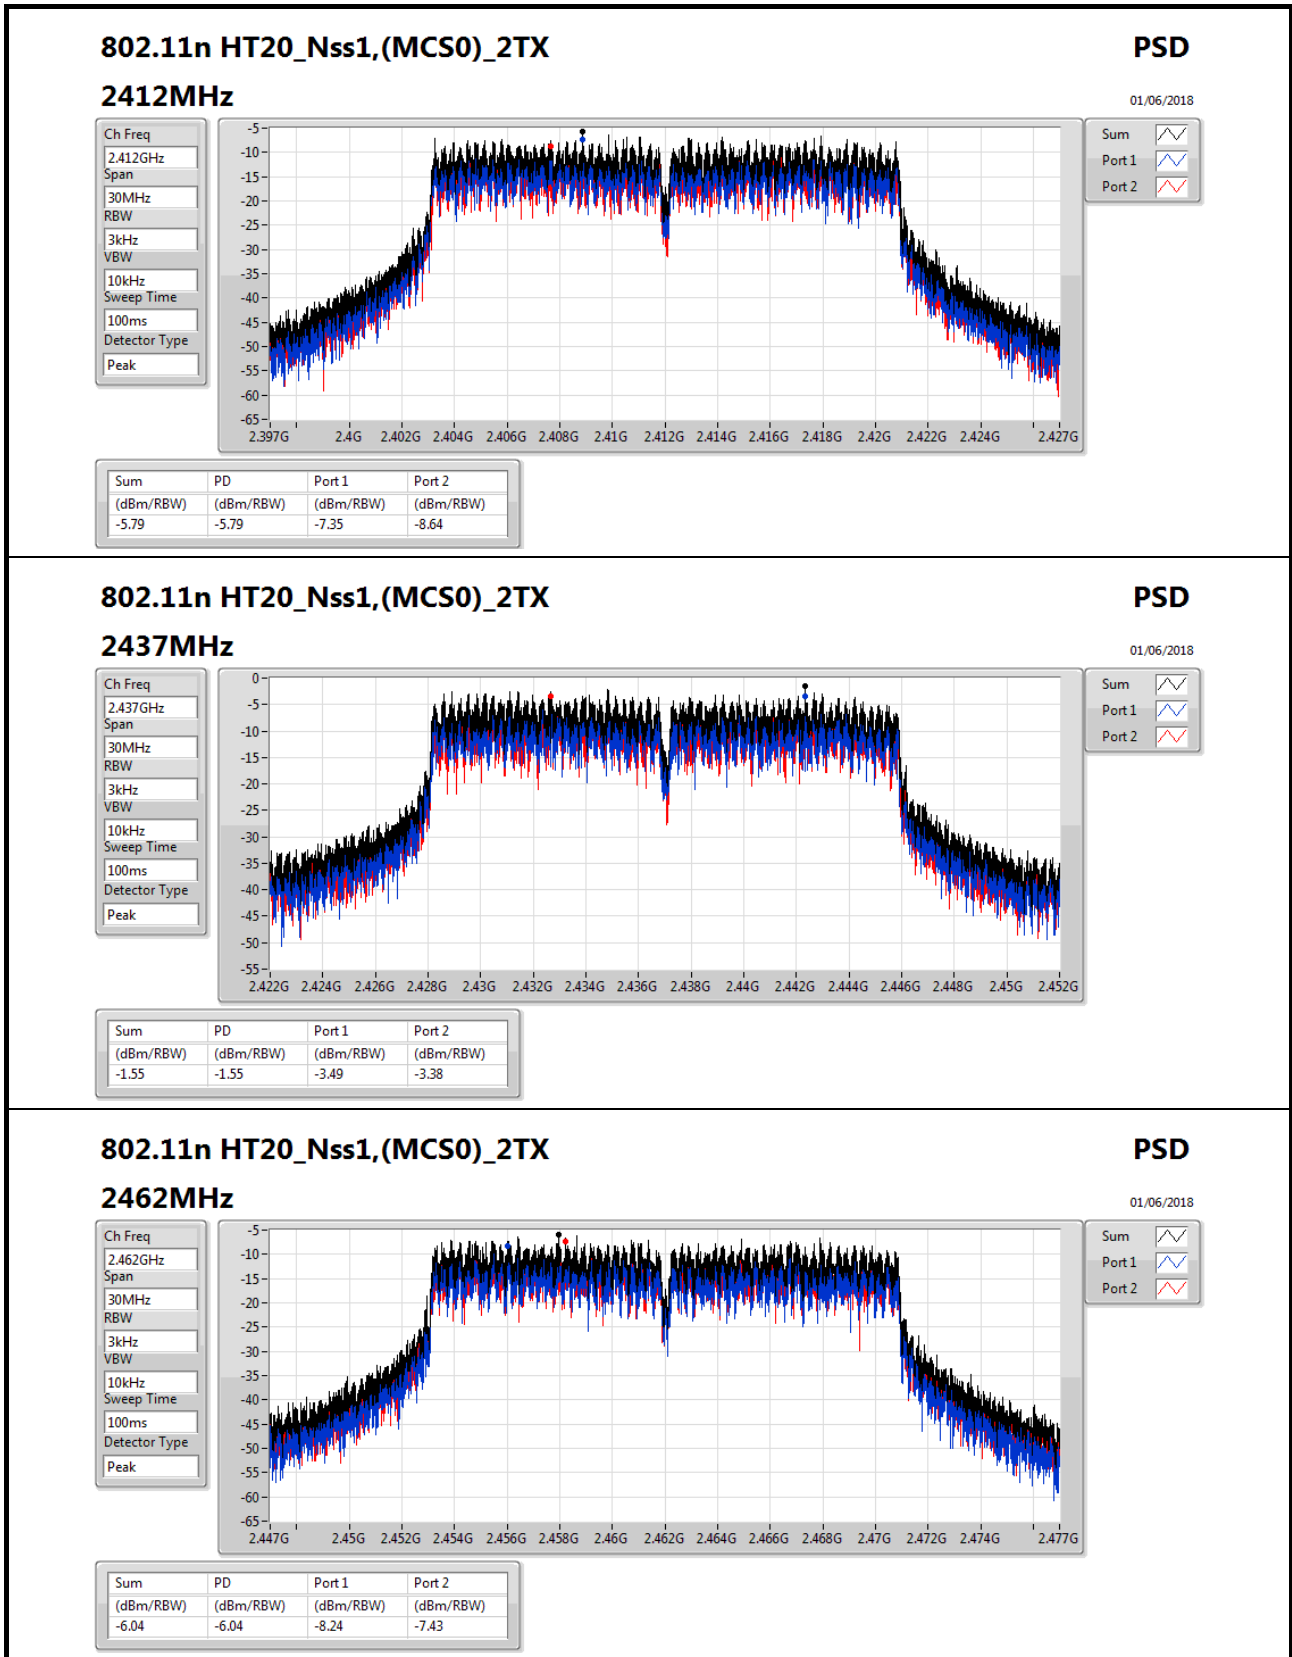 802.11n HT20_Nss1,(MCS0)_2TX PSD
2412MHz
01/06/2018
Ch Freq
2.412GHz
Span
30MHz
RBW
3kHz
VBW
10kHz
Sweep Time
100ms
Detector Type
Peak
-5
-10
-15
-20
-25
-30
-35
-40
-45
-50
-55
-60
-65
2.397G 2.4G 2.402G 2.404G 2.406G 2.408G 2.41G 2.412G 2.414G 2.416G 2.418G 2.42G 2.422G 2.424G 2.427G
Sum
Port 1
Port 2
Sum PD Port 1 Port 2
(dBm/RBW) (dBm/RBW) (dBm/RBW) (dBm/RBW)
-5.79 -5.79 -7.35 -8.64
802.11n HT20_Nss1,(MCS0)_2TX PSD
2437MHz
01/06/2018
Ch Freq
2.437GHz
Span
30MHz
RBW
3kHz
VBW
10kHz
Sweep Time
100ms
Detector Type
Peak
0
-5
-10
-15
-20
-25
-30
-35
-40
-45
-50
-55
2.422G 2.424G 2.426G 2.428G 2.43G 2.432G 2.434G 2.436G 2.438G 2.44G 2.442G 2.444G 2.446G 2.448G 2.45G 2.452G
Sum
Port 1
Port 2
Sum PD Port 1 Port 2
(dBm/RBW) (dBm/RBW) (dBm/RBW) (dBm/RBW)
-1.55 -1.55 -3.49 -3.38
802.11n HT20_Nss1,(MCS0)_2TX PSD
2462MHz
01/06/2018
Ch Freq
2.462GHz
Span
30MHz
RBW
3kHz
VBW
10kHz
Sweep Time
100ms
Detector Type
Peak
-5
-10
-15
-20
-25
-30
-35
-40
-45
-50
-55
-60
-65
2.447G 2.45G 2.452G 2.454G 2.456G 2.458G 2.46G 2.462G 2.464G 2.466G 2.468G 2.47G 2.472G 2.474G 2.477G
Sum
Port 1
Port 2
Sum PD Port 1 Port 2
(dBm/RBW) (dBm/RBW) (dBm/RBW) (dBm/RBW)
-6.04 -6.04 -8.24 -7.43